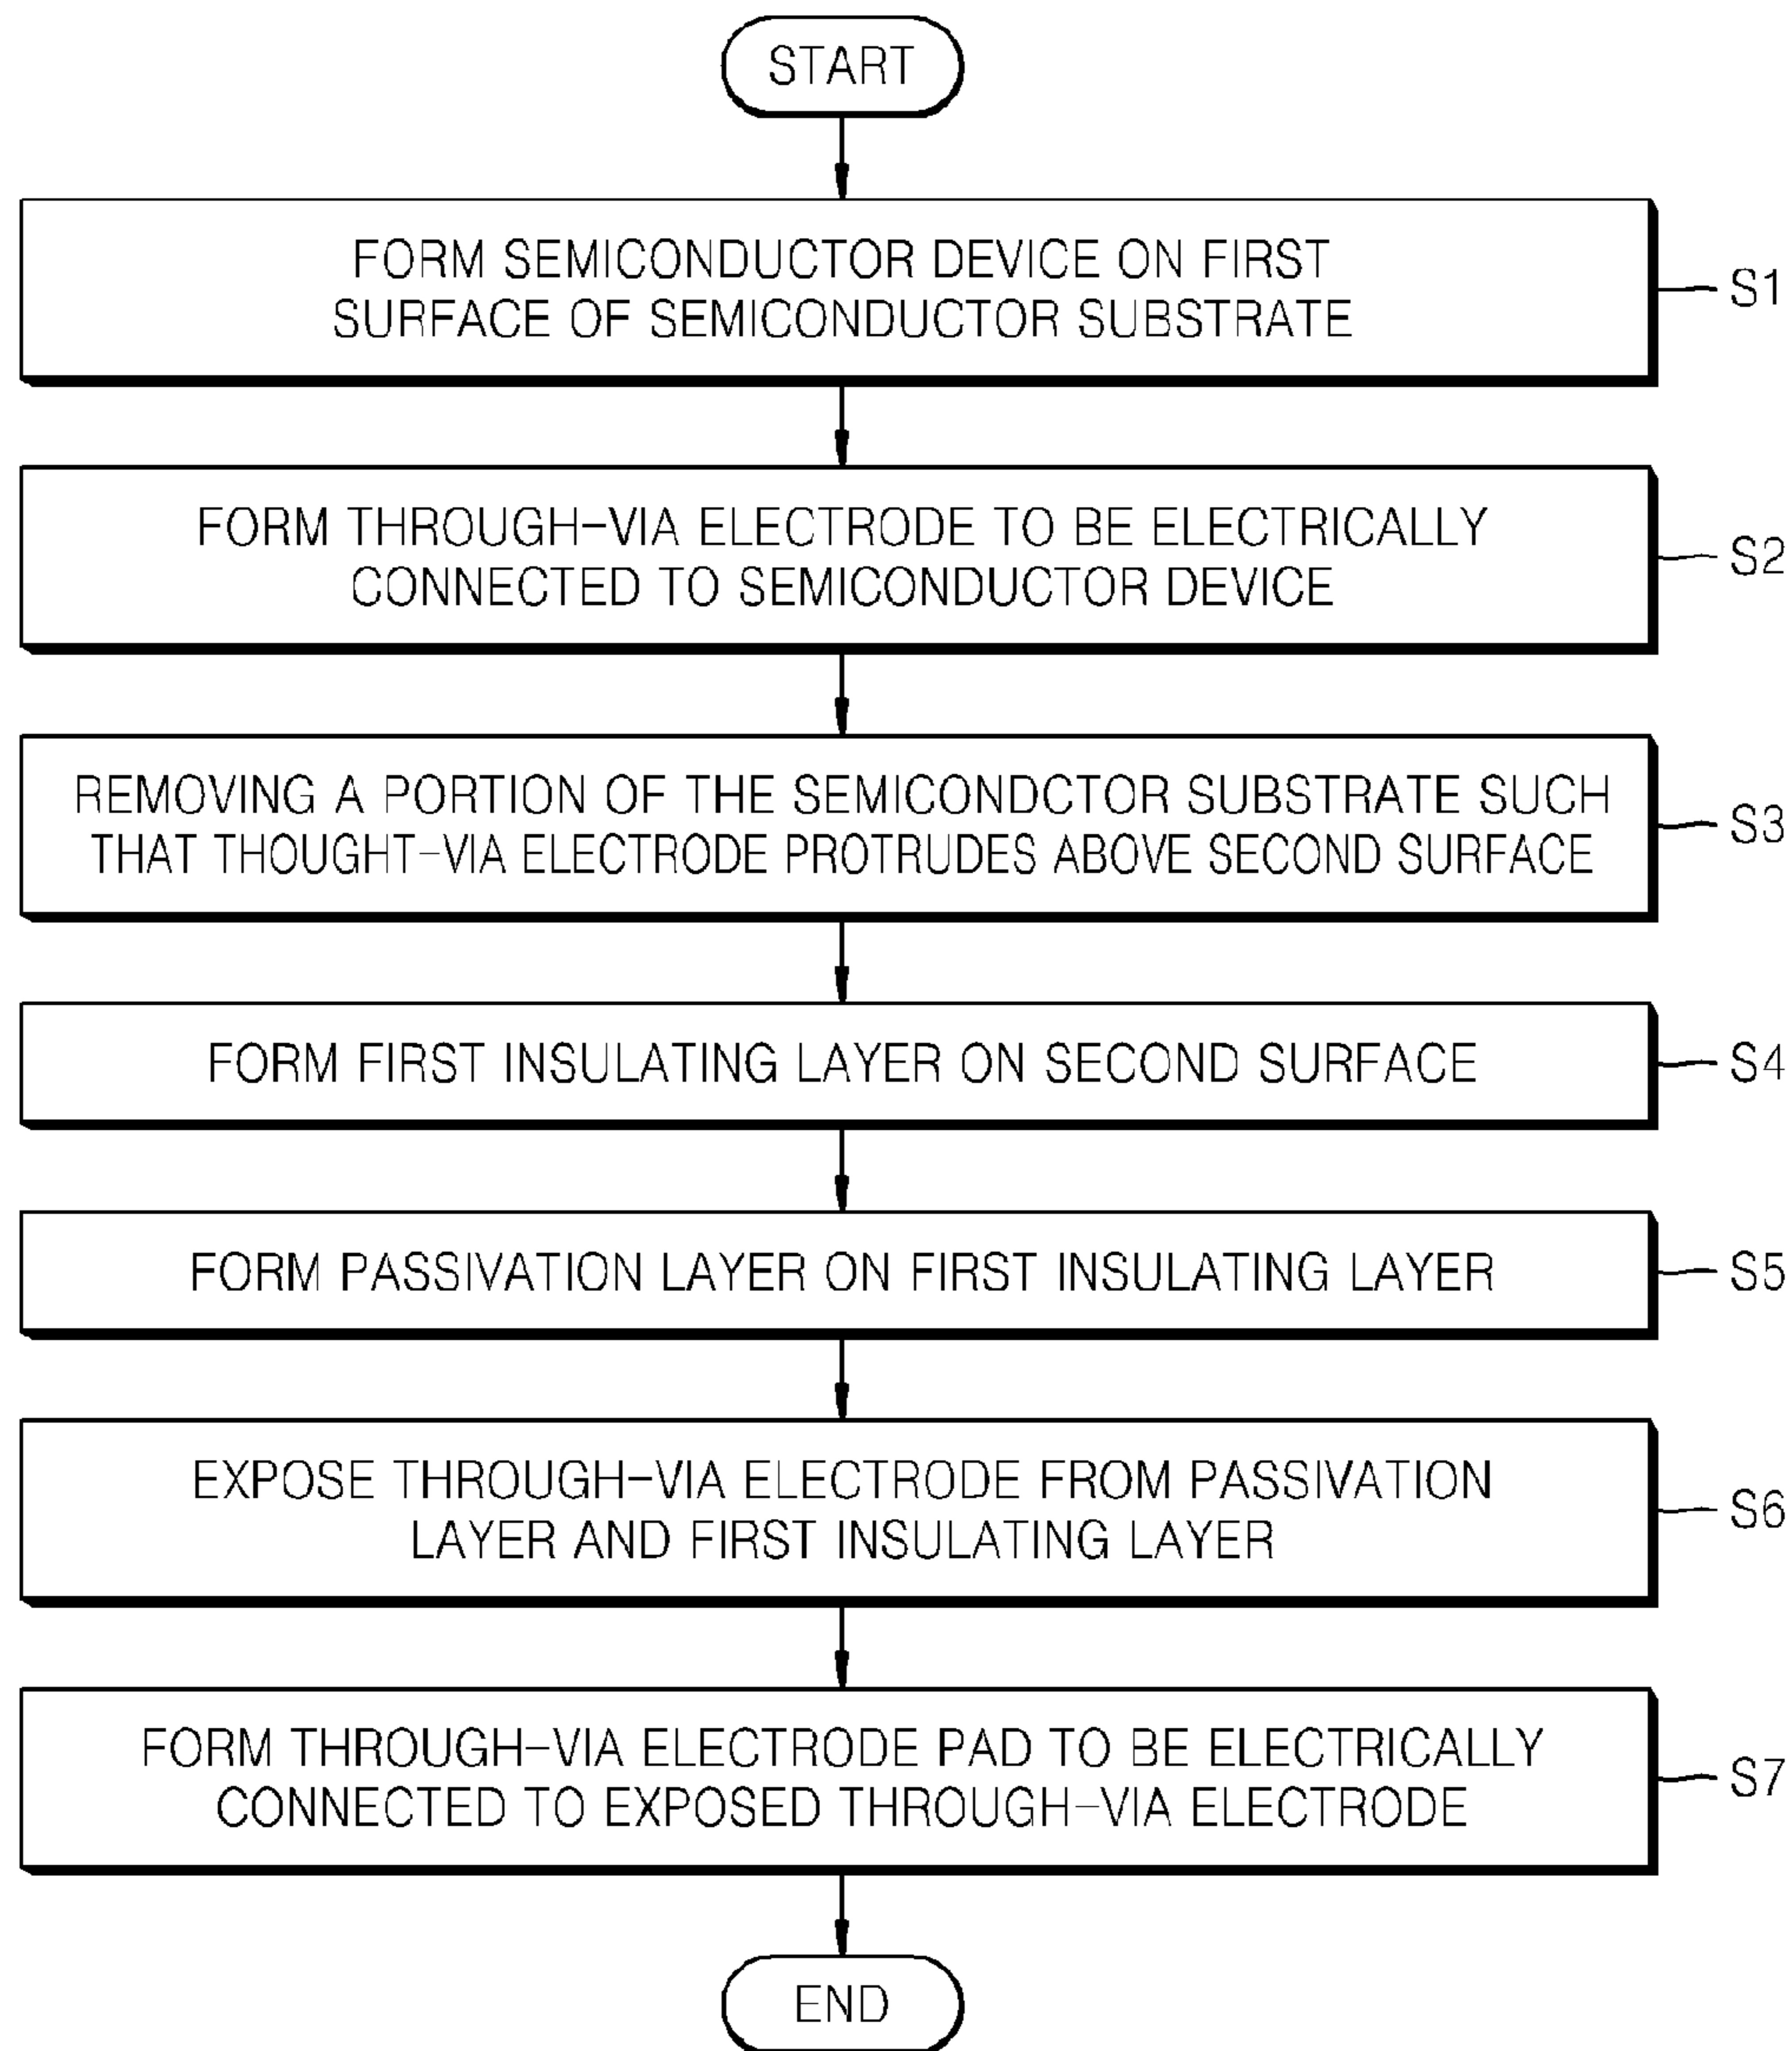 START
FORM SEMICONDUCTOR DEVICE ON FIRST
SURFACE OF SEMICONDUCTOR SUBSTRATE
S1
FORM THROUGH-VIA ELECTRODE TO BE ELECTRICALLY
CONNECTED TO SEMICONDUCTOR DEVICE
S2
REMOVING A PORTION OF THE SEMICONDCTOR SUBSTRATE SUCH
THAT THOUGHT-VIA ELECTRODE PROTRUDES ABOVE SECOND SURFACE
S3
FORM FIRST INSULATING LAYER ON SECOND SURFACE
S4
FORM PASSIVATION LAYER ON FIRST INSULATING LAYER
S5
EXPOSE THROUGH-VIA ELECTRODE FROM PASSIVATION
LAYER AND FIRST INSULATING LAYER
S6
FORM THROUGH-VIA ELECTRODE PAD TO BE ELECTRICALLY
CONNECTED TO EXPOSED THROUGH-VIA ELECTRODE
S7
END